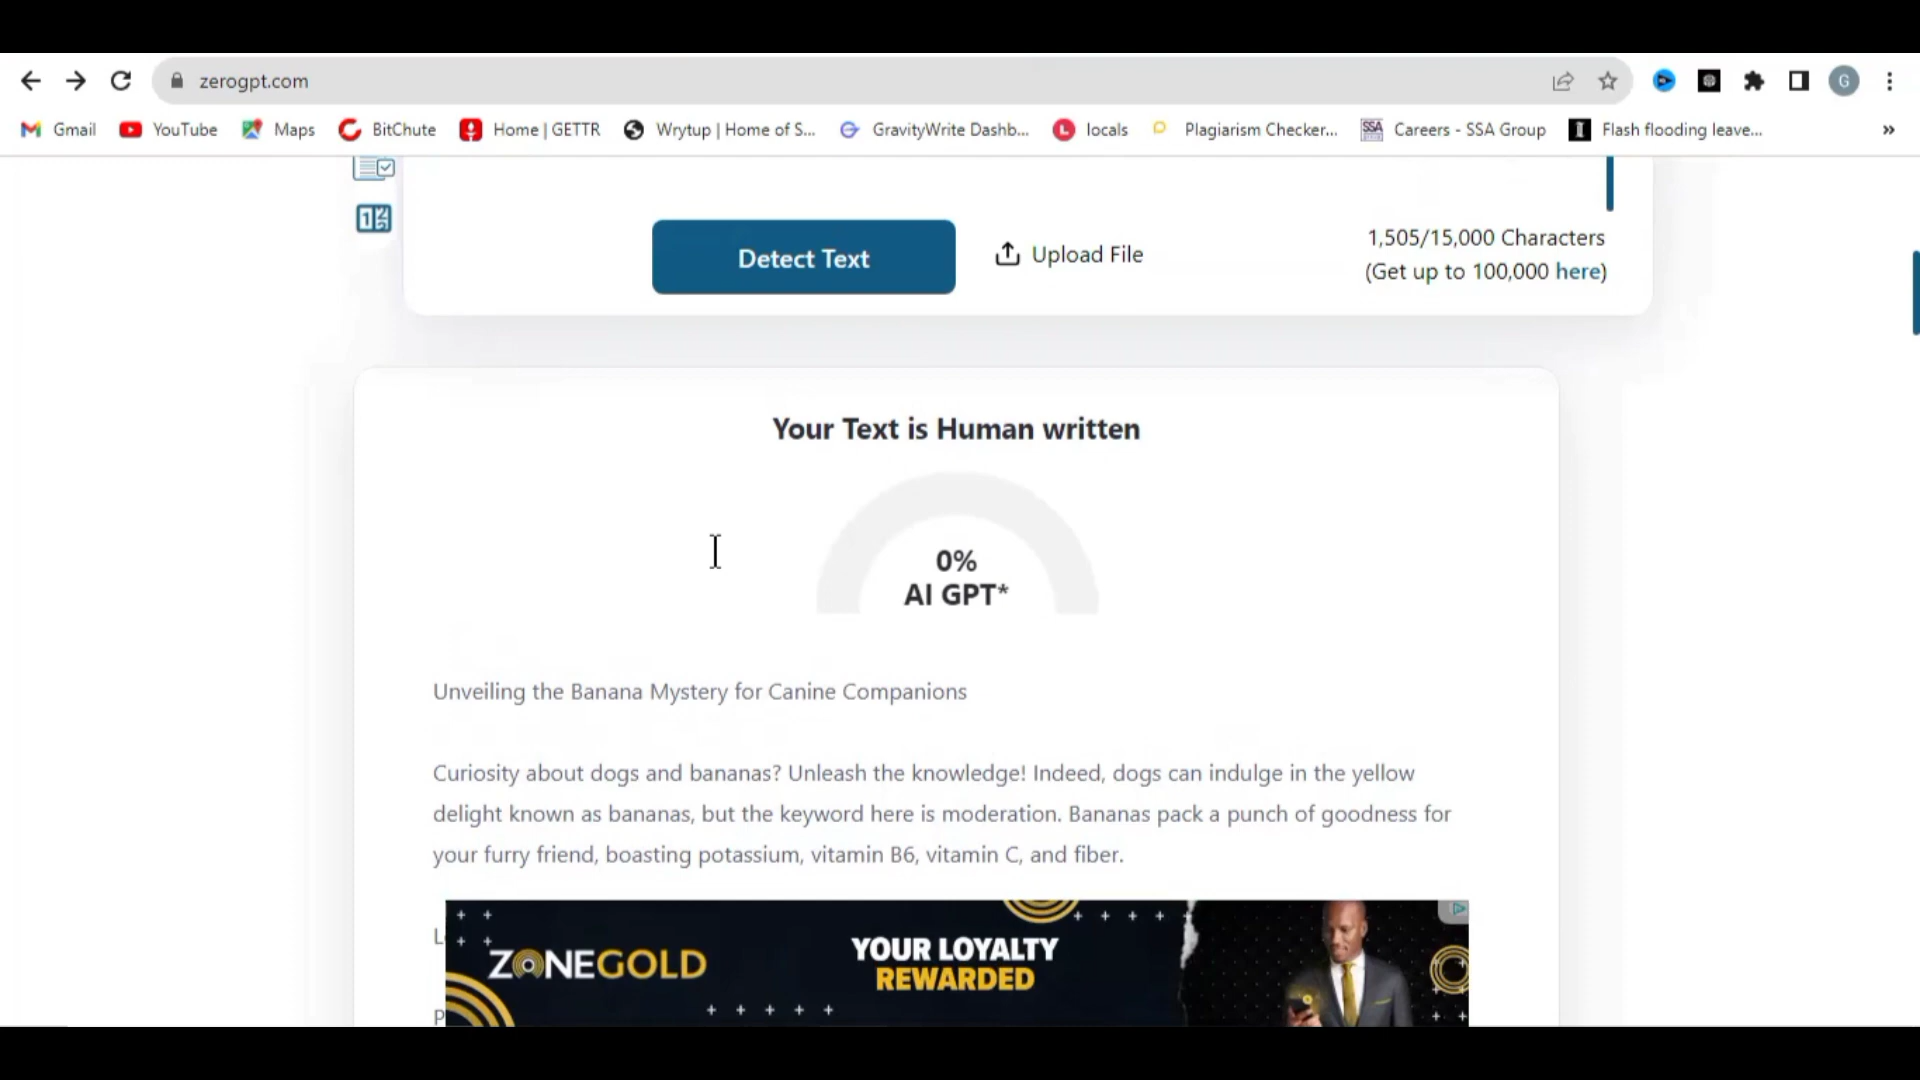 zerogpt.com
G
Gmail YouTube Maps BitChute Home | GETTR Wrytup | Home of S... GravityWrite Dashb... locals Plagiarism Checker... Careers - SSA Group Flash flooding leave... »
Detect Text
Upload File
1,505/15,000 Characters
(Get up to 100,000 here)
Your Text is Human written
0%
AI GPT*
Unveiling the Banana Mystery for Canine Companions
Curiosity about dogs and bananas? Unleash the knowledge! Indeed, dogs can indulge in the yellow
delight known as bananas, but the keyword here is moderation. Bananas pack a punch of goodness for
your furry friend, boasting potassium, vitamin B6, vitamin C, and fiber.
ZONEGOLD
YOUR LOYALTY
REWARDED